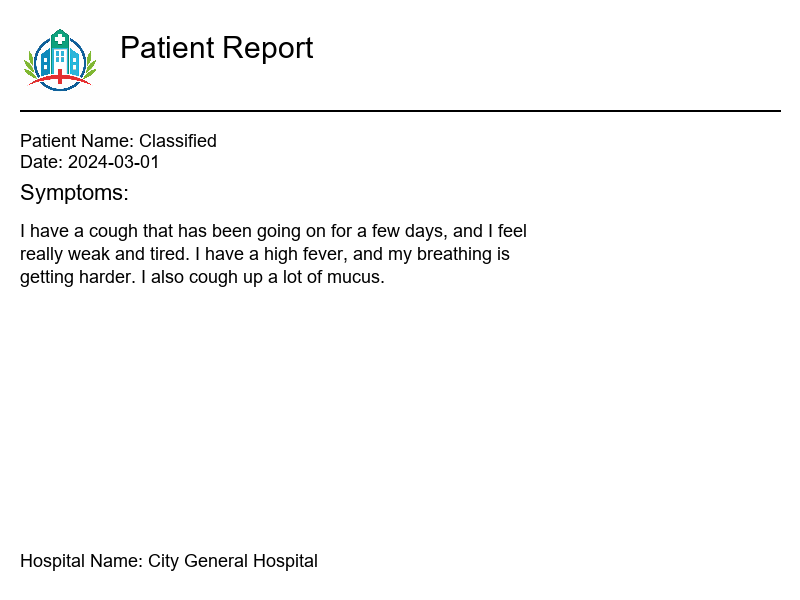 Patient Report
Patient Name: Classified
Date: 2024-03-01
Symptoms:
I have a cough that has been going on for a few days, and I feel
really weak and tired. I have a high fever, and my breathing is
getting harder. I also cough up a lot of mucus.
Hospital Name: City General Hospital